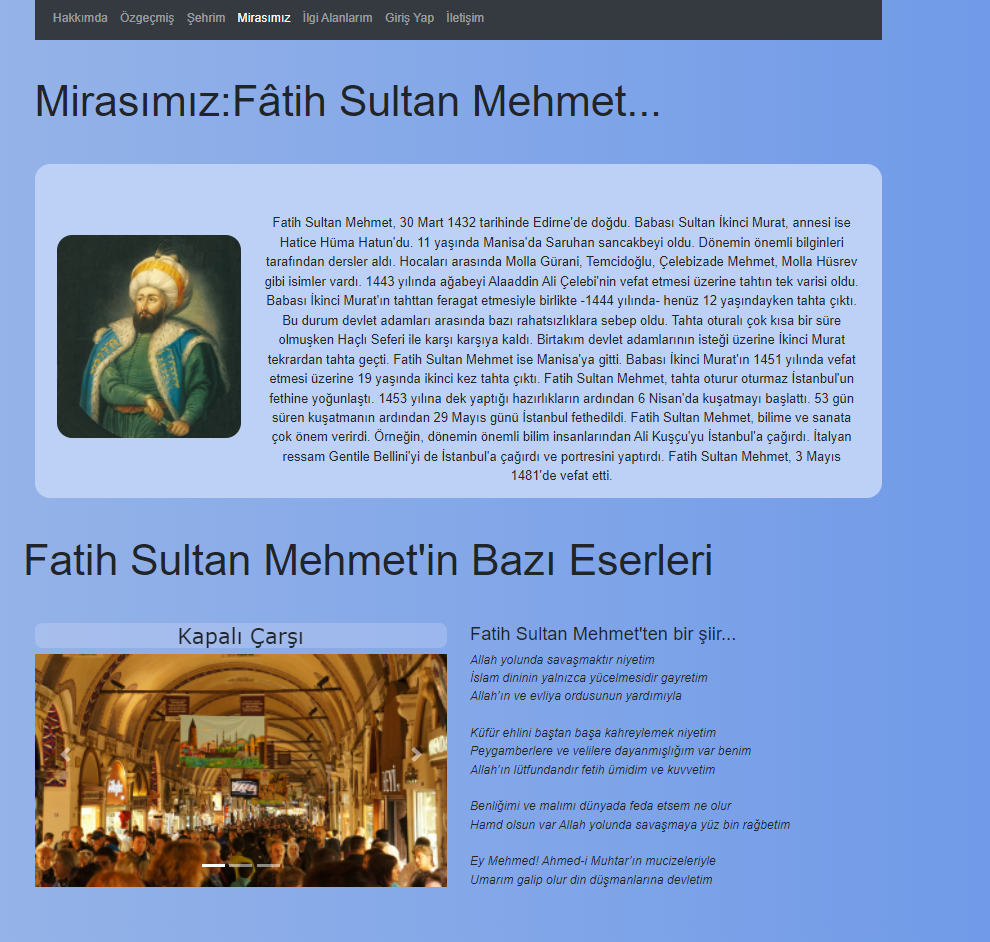 Hakkımda Özgeçmiş Şehrim Mirasımız İlgi Alanlarım Giriş Yap İletişim
Mirasımız:Fâtih Sultan Mehmet...
Fatih Sultan Mehmet, 30 Mart 1432 tarihinde Edirne'de doğdu. Babası Sultan İkinci Murat, annesi ise
Hatice Hüma Hatun'du. 11 yaşında Manisa'da Saruhan sancakbeyi oldu. Dönemin önemli bilginleri
tarafından dersler aldı. Hocaları arasında Molla Gürani, Temcidoğlu, Çelebizade Mehmet, Molla Hüsrev
gibi isimler vardı. 1443 yılında ağabeyi Alaaddin Ali Çelebi'nin vefat etmesi üzerine tahtın tek varisi oldu.
Babası İkinci Murat'ın tahttan feragat etmesiyle birlikte -1444 yılında- henüz 12 yaşındayken tahta çıktı.
Bu durum devlet adamları arasında bazı rahatsızlıklara sebep oldu. Tahta oturalı çok kısa bir süre
olmuşken Haçlı Seferi ile karşı karşıya kaldı. Birtakım devlet adamlarının isteği üzerine İkinci Murat
tekrardan tahta geçti. Fatih Sultan Mehmet ise Manisa'ya gitti. Babası İkinci Murat'ın 1451 yılında vefat
etmesi üzerine 19 yaşında ikinci kez tahta çıktı. Fatih Sultan Mehmet, tahta oturur oturmaz İstanbul'un
fethine yoğunlaştı. 1453 yılına dek yaptığı hazırlıkların ardından 6 Nisan'da kuşatmayı başlattı. 53 gün
süren kuşatmanın ardından 29 Mayıs günü İstanbul fethedildi. Fatih Sultan Mehmet, bilime ve sanata
çok önem verirdi. Örneğin, dönemin önemli bilim insanlarından Ali Kuşçu'yu İstanbul'a çağırdı. İtalyan
ressam Gentile Bellini'yi de İstanbul'a çağırdı ve portresini yaptırdı. Fatih Sultan Mehmet, 3 Mayıs
1481'de vefat etti.
Fatih Sultan Mehmet'in Bazı Eserleri
Kapalı Çarşı
Fatih Sultan Mehmet'ten bir şiir...
Allah yolunda savaşmaktır niyetim
İslam dininin yalnızca yücelmesidir gayretim
Allah'ın ve evliya ordusunun yardımıyla
Küfür ehlini baştan başa kahreylemek niyetim
Peygamberlere ve velilere dayanmışlığım var benim
Allah'ın lütfundandır fetih ümidim ve kuvvetim
Benliğimi ve malımı dünyada feda etsem ne olur
Hamd olsun var Allah yolunda savaşmaya yüz bin rağbetim
Ey Mehmed! Ahmed-i Muhtar'ın mucizeleriyle
Umarım galip olur din düşmanlarına devletim